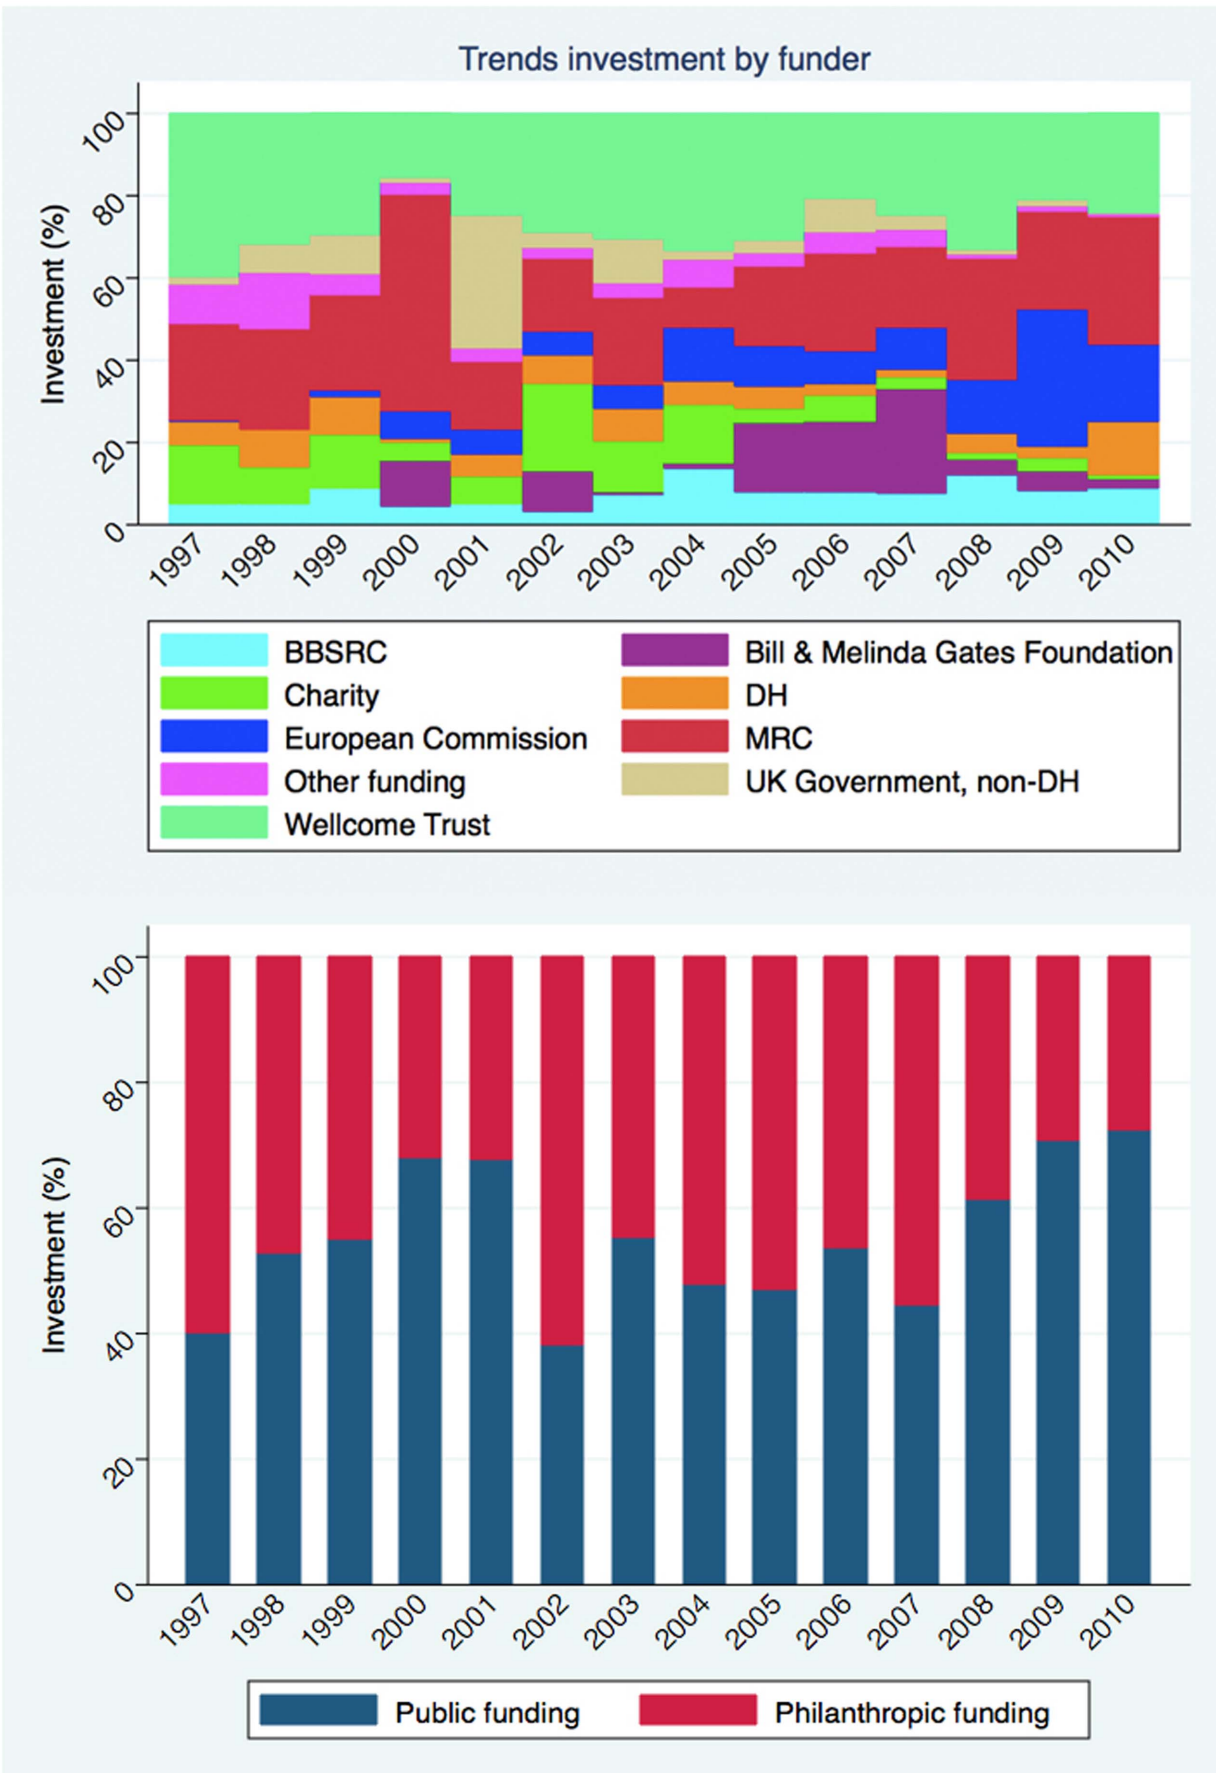 Trends investment by funder
Investment (%)
100
80
60
40
20
0
1997 1998 1999 2000 2001 2002 2003 2004 2005 2006 2007 2008 2009 2010
BBSRC Bill & Melinda Gates Foundation
Charity DH
European Commission MRC
Other funding UK Government, non-DH
Wellcome Trust
Investment (%)
100
80
60
40
20
0
1997 1998 1999 2000 2001 2002 2003 2004 2005 2006 2007 2008 2009 2010
Public funding Philanthropic funding